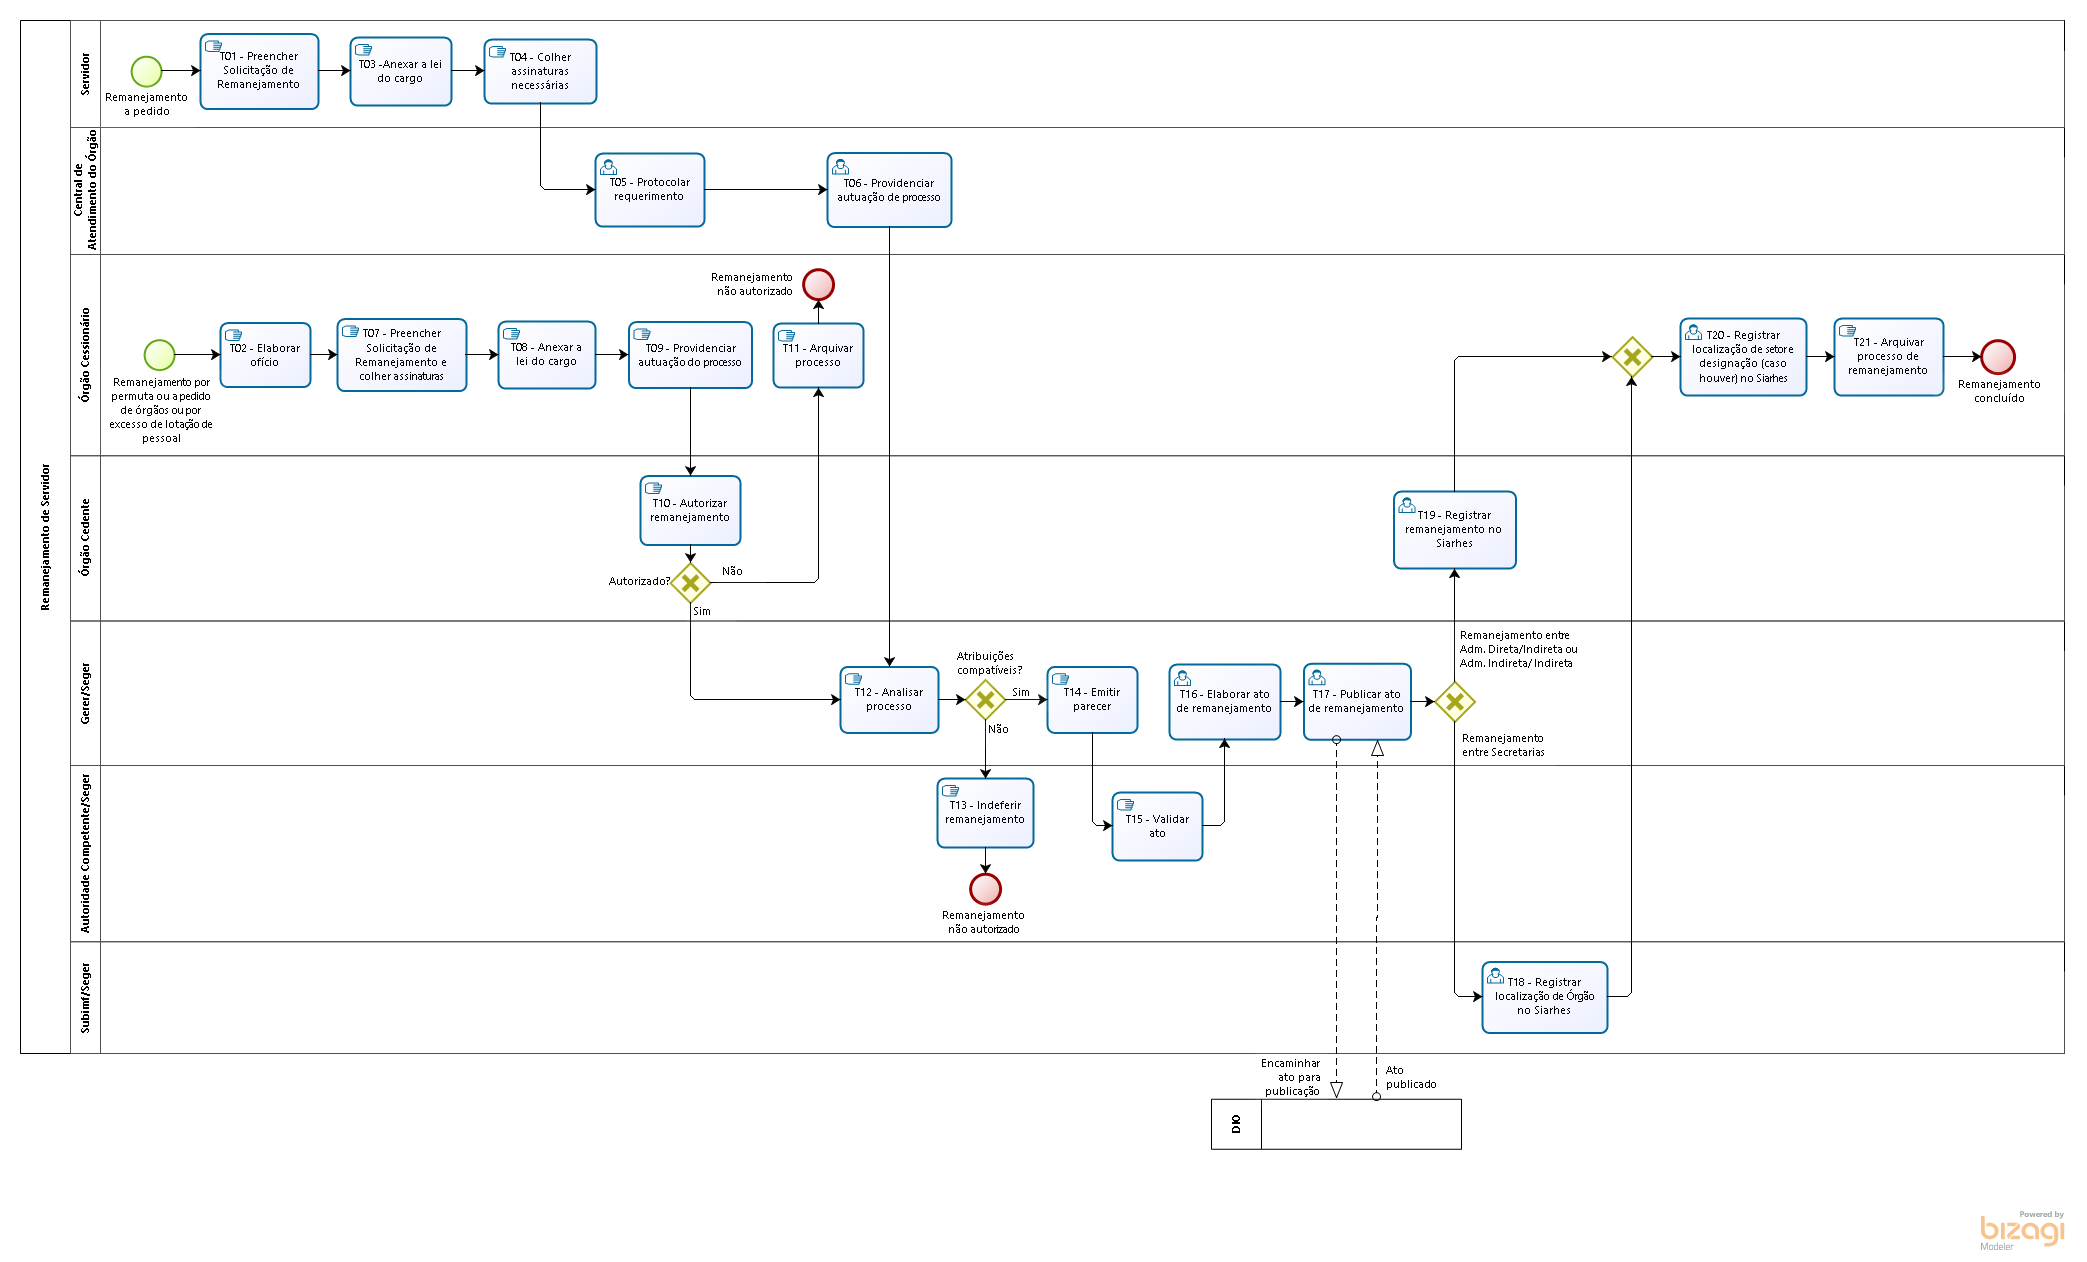 Remanejamento de Servidor
Servidor
Remanejamento
a pedido
T01 - Preencher
Solicitação de
Remanejamento
T03 -Anexar a lei
do cargo
T04 - Colher
assinaturas
necessárias
Central de
Atendimento do Órgão
T05 - Protocolar
requerimento
T06 - Providenciar
autuação de processo
Órgão Cessionário
Remanejamento por
permuta ou a pedido
de órgãos ou por
excesso de lotação de
pessoal
T02 - Elaborar
ofício
T07 - Preencher
Solicitação de
Remanejamento e
colher assinaturas
T08 - Anexar a
lei do cargo
T09 - Providenciar
autuação do processo
Remanejamento
não autorizado
T11 - Arquivar
processo
T20 - Registrar
localização de setor e
designação (caso
houver) no Siarhes
T21 - Arquivar
processo de
remanejamento
Remanejamento
concluído
Órgão Cedente
T10 - Autorizar
remanejamento
Autorizado?
Não
Sim
T19 - Registrar
remanejamento no
Siarhes
Gerer/Seger
T12 - Analisar
processo
Atribuições
compatíveis?
Sim
Não
T14 - Emitir
parecer
T16 - Elaborar ato
de remanejamento
T17 - Publicar ato
de remanejamento
Remanejamento entre
Adm. Direta/Indireta ou
Adm. Indireta/ Indireta
Remanejamento
entre Secretarias
Autoridade Competente/Seger
T13 - Indeferir
remanejamento
Remanejamento
não autorizado
T15 - Validar
ato
Subimf/Seger
T18 - Registrar
localização de Órgão
no Siarhes
Encaminhar
ato para
publicação
Ato
publicado
DIO
Powered by
bizagi
Modeler